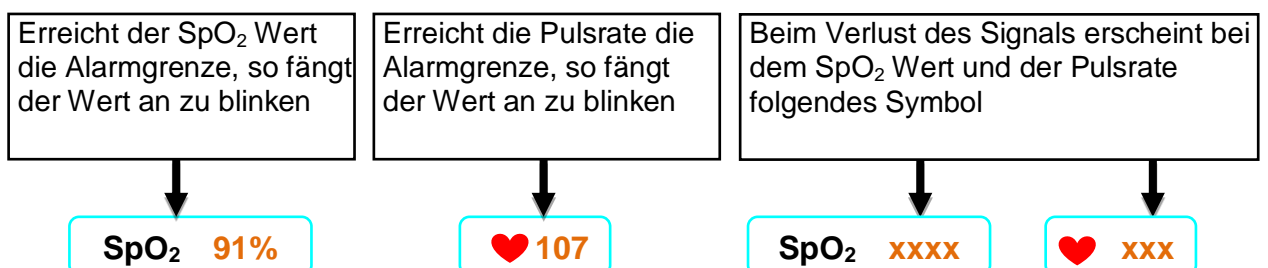 Erreicht der SpO₂ Wert
die Alarmgrenze, so fängt
der Wert an zu blinken
Erreicht die Pulsrate die
Alarmgrenze, so fängt
der Wert an zu blinken
Beim Verlust des Signals erscheint bei
dem SpO₂ Wert und der Pulsrate
folgendes Symbol
SpO₂ 91%
107
SpO₂ xxxx
xxx